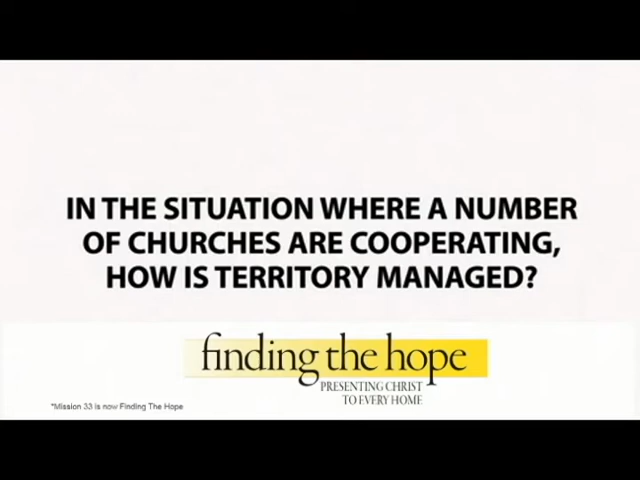 IN THE SITUATION WHERE A NUMBER
OF CHURCHES ARE COOPERATING,
HOW IS TERRITORY MANAGED?
finding the hope
PRESENTING CHRIST
TO EVERY HOME
*Mission 33 is now Finding The Hope